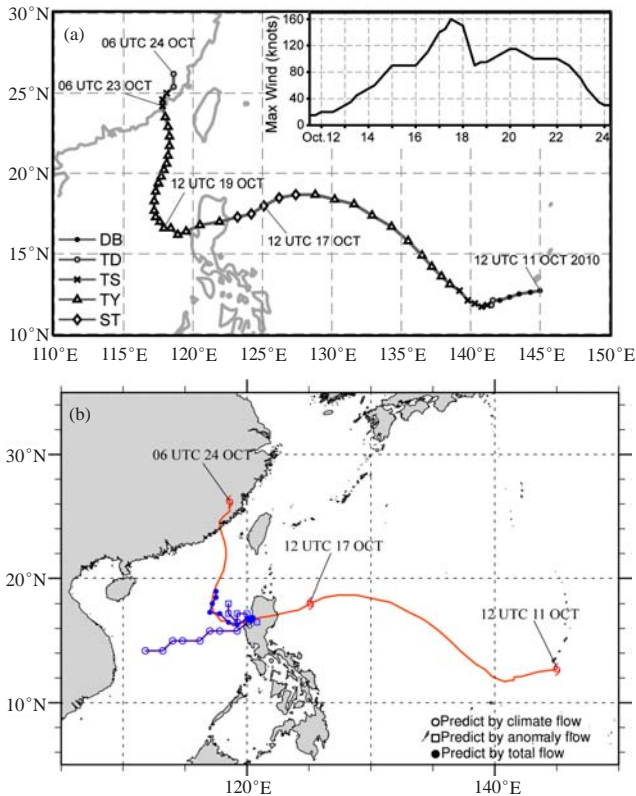 (a)
06 UTC 24 OCT
06 UTC 23 OCT
12 UTC 19 OCT
12 UTC 17 OCT
12 UTC 11 OCT 2010
Max Wind (knots)
160
120
80
40
0
Oct.12 14 16 18 20 22 24
DB
TD
TS
TY
ST
30°N
25°N
20°N
15°N
10°N
110°E 115°E 120°E 125°E 130°E 135°E 140°E 145°E 150°E
(b)
06 UTC 24 OCT
12 UTC 17 OCT
12 UTC 11 OCT
30°N
20°N
10°N
Predict by climate flow
Predict by anomaly flow
Predict by total flow
120°E 140°E